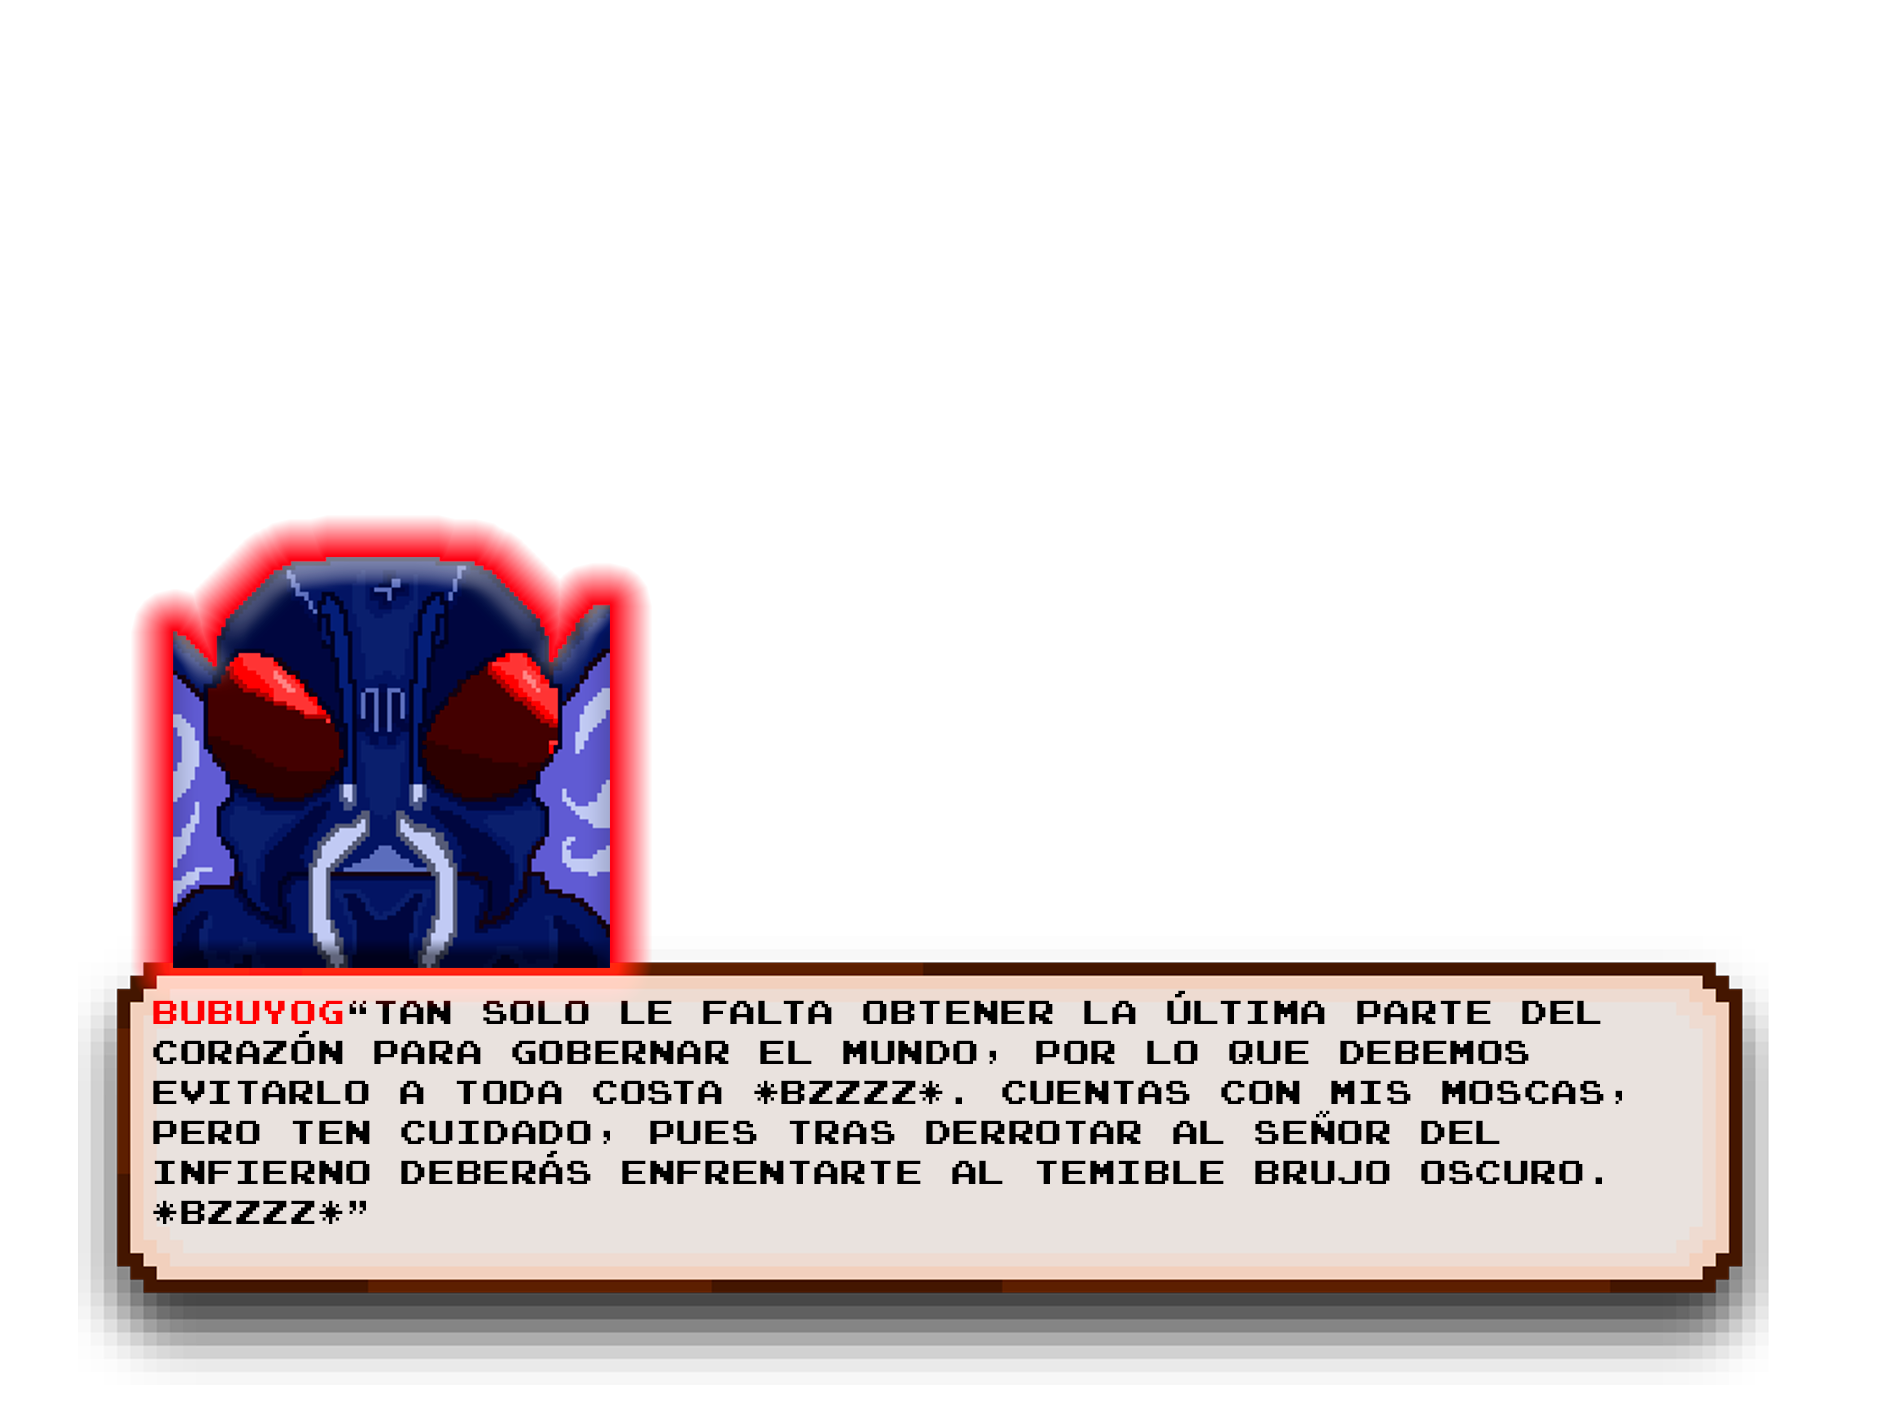 BUBUYOG“TAN SOLO LE FALTA OBTENER LA ÚLTIMA PARTE DEL
CORAZÓN PARA GOBERNAR EL MUNDO, POR LO QUE DEBEMOS
EVITARLO A TODA COSTA *BZZZZ*. CUENTAS CON MIS MOSCAS,
PERO TEN CUIDADO, PUES TRAS DERROTAR AL SEÑOR DEL
INFIERNO DEBERÁS ENFRENTARTE AL TEMIBLE BRUJO OSCURO.
*BZZZZ*”